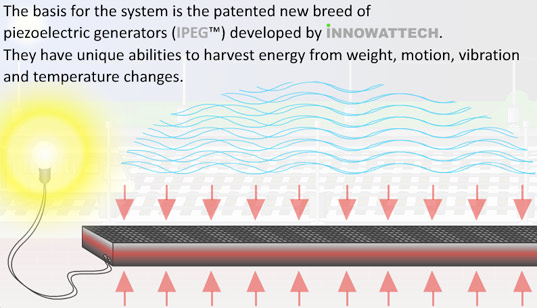 The basis for the system is the patented new breed of
piezoelectric generators (IPEG™) developed by iNNOWATTECH.
They have unique abilities to harvest energy from weight, motion, vibration
and temperature changes.